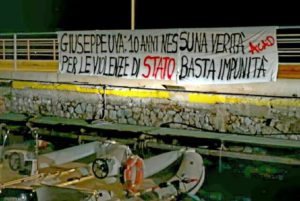 GIUSEPPE UVA: 10 ANNI NESSUNA VERITÀ
PER LE VIOLENZE DI STATO BASTA IMPUNITÀ
ACAD